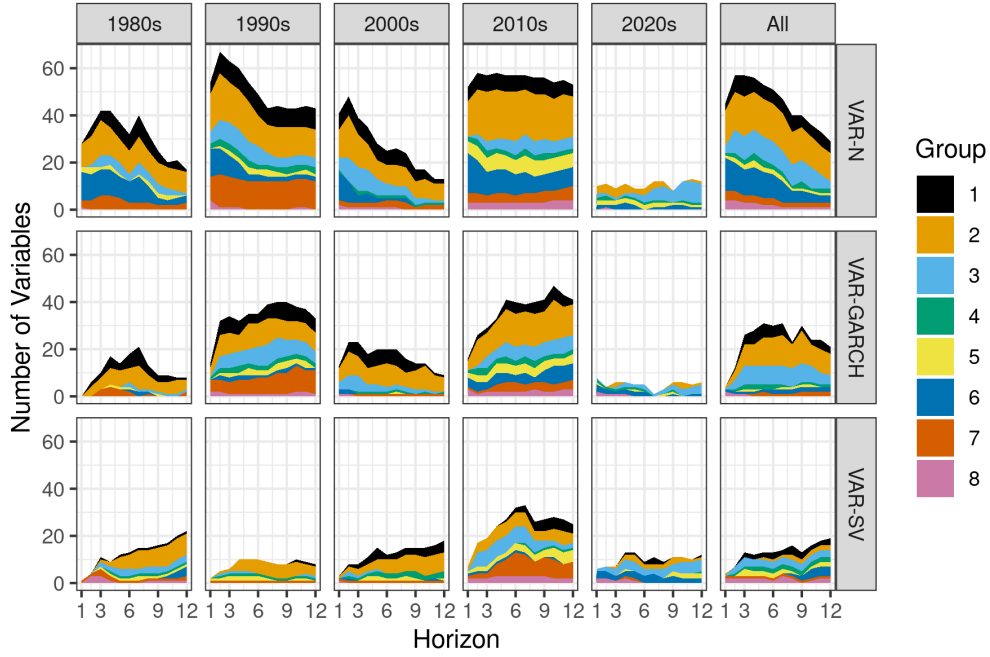 1980s 1990s 2000s 2010s 2020s All
60
40
20
0
VAR-N
60
40
20
0
VAR-GARCH
60
40
20
0
VAR-SV
Number of Variables
1 3 6 9 12 1 3 6 9 12 1 3 6 9 12 1 3 6 9 12 1 3 6 9 12 1 3 6 9 12
Horizon
Group
1
2
3
4
5
6
7
8